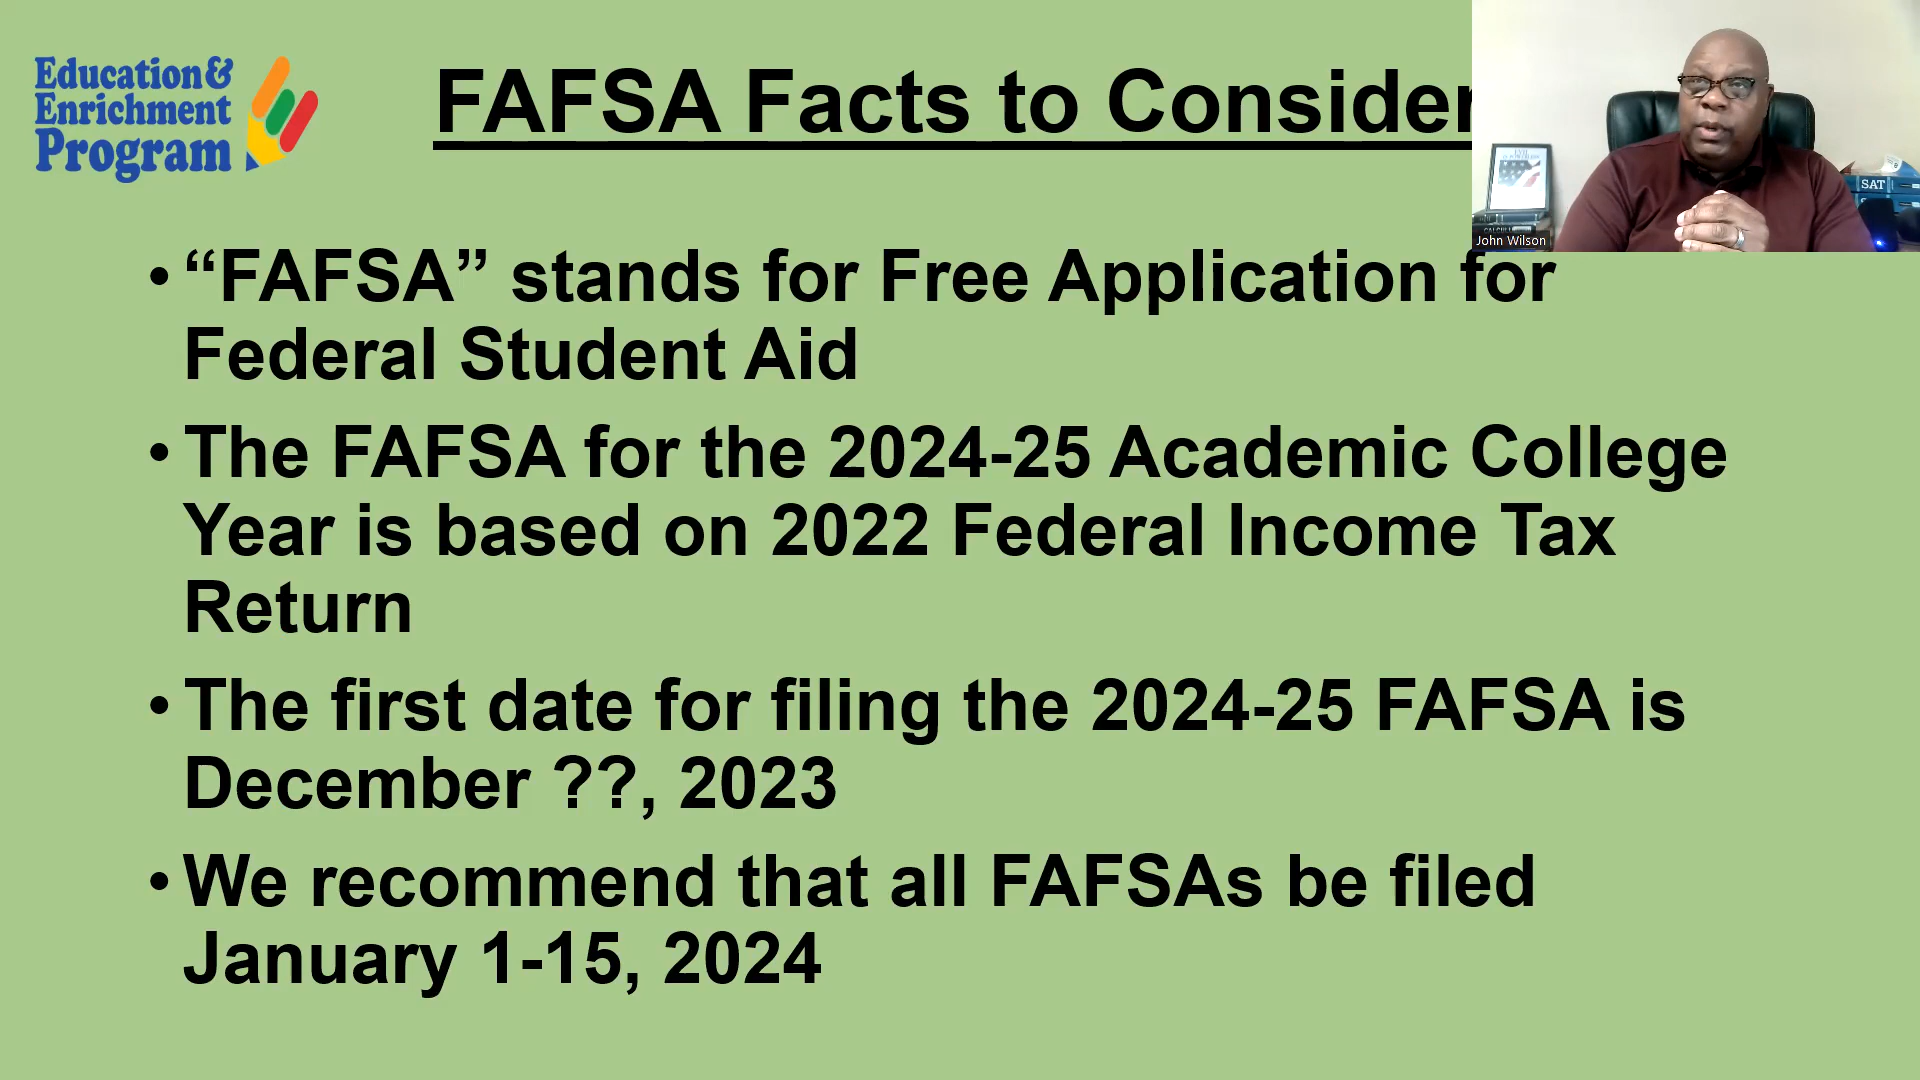 Education&
Enrichment
Program
FAFSA Facts to Consider
SAT
John Wilson
• “FAFSA” stands for Free Application for
Federal Student Aid
• The FAFSA for the 2024-25 Academic College
Year is based on 2022 Federal Income Tax
Return
• The first date for filing the 2024-25 FAFSA is
December ??, 2023
• We recommend that all FAFSAs be filed
January 1-15, 2024